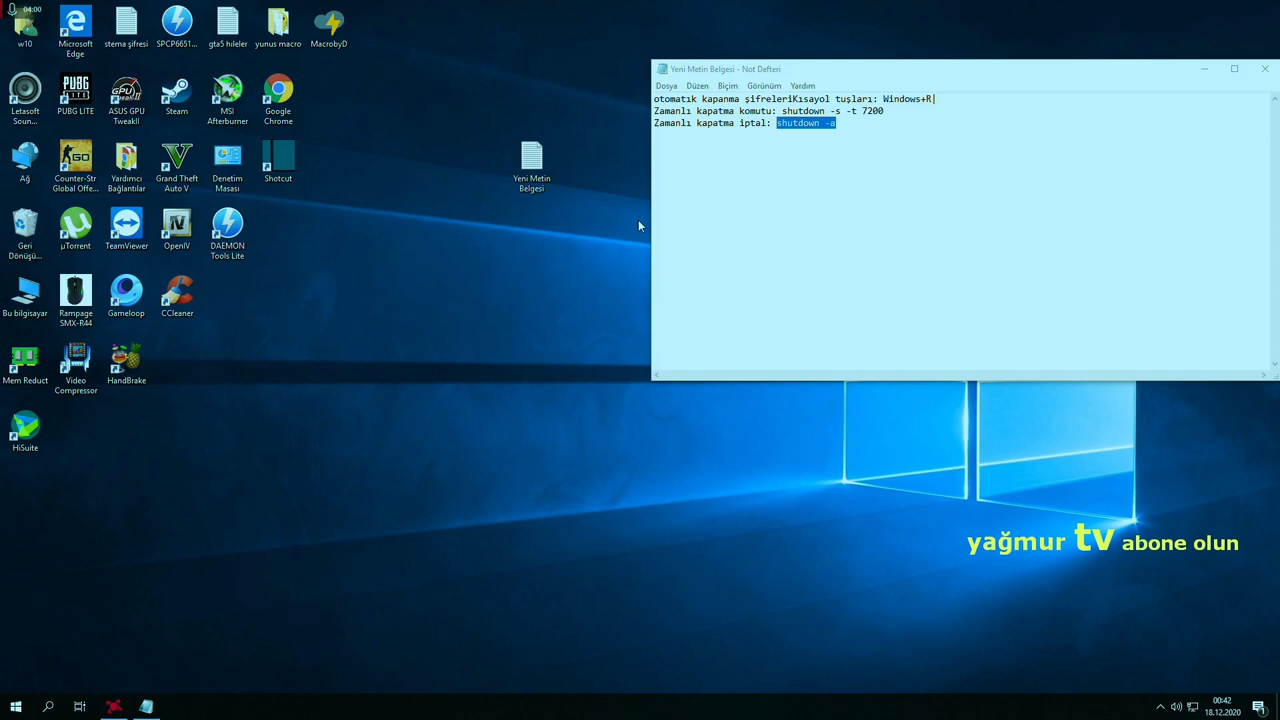 04:00
w10
Microsoft
Edge
stema şifresi
SPCP6651...
gta5 hileler
yunus macro
MacrobyD
Letasoft
Soun...
PUBG LITE
ASUS GPU
TweakII
Steam
MSI
Afterburner
Google
Chrome
Ağ
Counter-Str
Global Offe...
Yardımcı
Bağlantılar
Grand Theft
Auto V
Denetim
Masası
Shotcut
Geri
Dönüşü...
µTorrent
TeamViewer
OpenIV
DAEMON
Tools Lite
Bu bilgisayar
Rampage
SMX-R44
Gameloop
CCleaner
Mem Reduct
Video
Compressor
HandBrake
HiSuite
Yeni Metin
Belgesi
Yeni Metin Belgesi - Not Defteri
Dosya Düzen Biçim Görünüm Yardım
otomatık kapanma şifreleriKısayol tuşları: Windows+R
Zamanlı kapatma komutu: shutdown -s -t 7200
Zamanlı kapatma iptal: shutdown -a
yağmur tv abone olun
00:42
18.12.2020